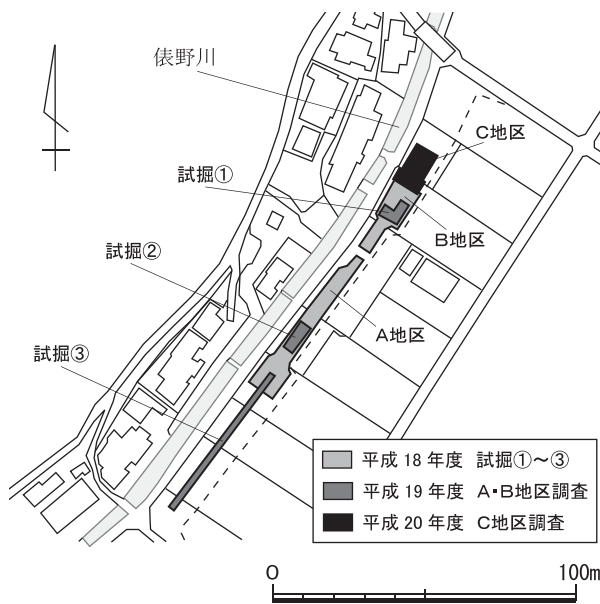 俵野川
C地区
試掘①
B地区
試掘②
A地区
試掘③
平成 18 年度 試掘①～③
平成 19 年度 A・B地区調査
平成 20 年度 C地区調査
0 100m